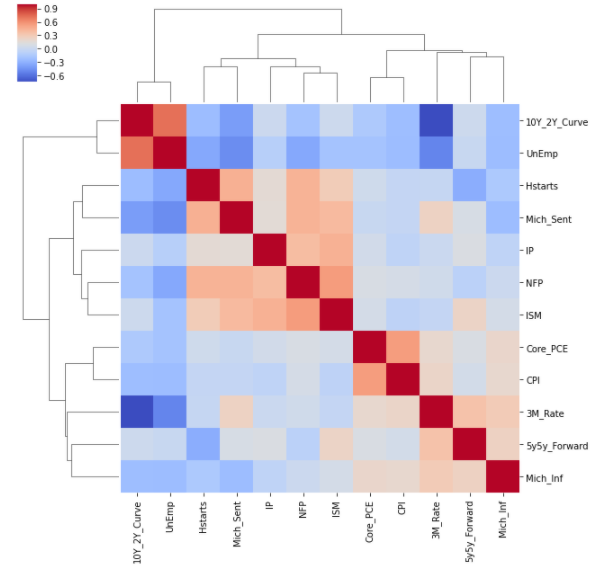 0.9
0.6
0.3
0.0
−0.3
−0.6
10Y_2Y_Curve
UnEmp
Hstarts
Mich_Sent
IP
NFP
ISM
Core_PCE
CPI
3M_Rate
5y5y_Forward
Mich_Inf
10Y_2Y_Curve
UnEmp
Hstarts
Mich_Sent
IP
NFP
ISM
Core_PCE
CPI
3M_Rate
5y5y_Forward
Mich_Inf